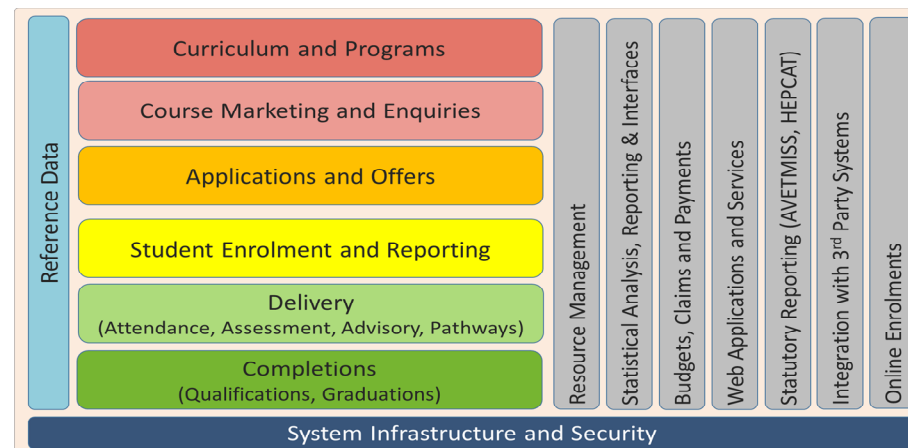 Reference Data
Curriculum and Programs
Course Marketing and Enquiries
Applications and Offers
Student Enrolment and Reporting
Delivery
(Attendance, Assessment, Advisory, Pathways)
Completions
(Qualifications, Graduations)
Resource Management
Statistical Analysis, Reporting & Interfaces
Budgets, Claims and Payments
Web Applications and Services
Statutory Reporting (AVETMISS, HEPCAT)
Integration with 3rd Party Systems
Online Enrolments
System Infrastructure and Security